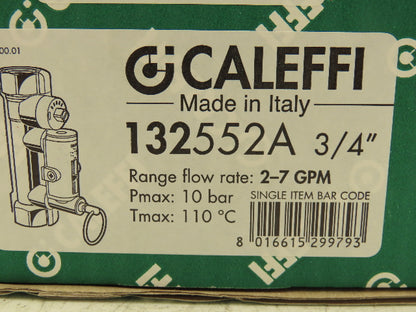 00.01
CALEFFI
Made in Italy
132552A 3/4"
Range flow rate: 2–7 GPM
Pmax: 10 bar
SINGLE ITEM BAR CODE
Tmax: 110 °C
8 016615 299793
CALEFFI